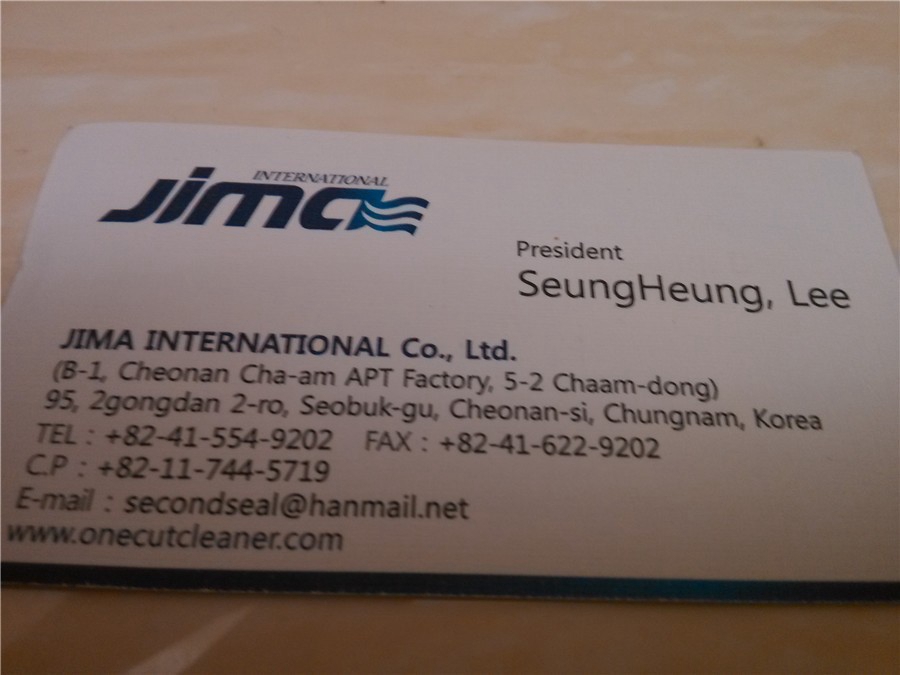 INTERNATIONAL
Jima
President
SeungHeung, Lee
JIMA INTERNATIONAL Co., Ltd.
(B-1, Cheonan Cha-am APT Factory, 5-2 Chaam-dong)
95, 2gongdan 2-ro, Seobuk-gu, Cheonan-si, Chungnam, Korea
TEL : +82-41-554-9202 FAX : +82-41-622-9202
C.P : +82-11-744-5719
E-mail : secondseal@hanmail.net
www.onecutcleaner.com